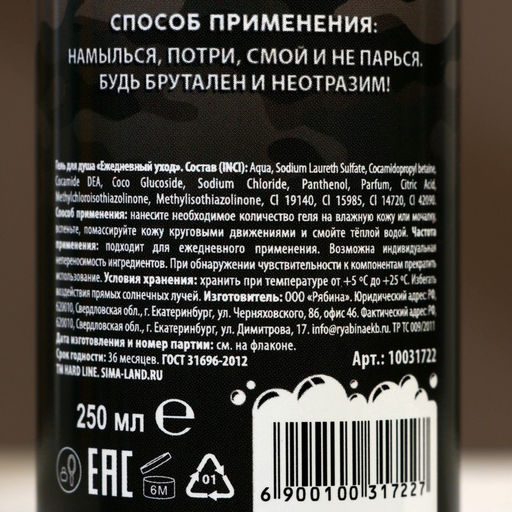 СПОСОБ ПРИМЕНЕНИЯ:
НАМЫЛЬСЯ, ПОТРИ, СМОЙ И НЕ ПАРЬСЯ.
БУДЬ БРУТАЛЕН И НЕОТРАЗИМ!
Гель для душа «Ежедневный уход». Состав (INCI): Aqua, Sodium Laureth Sulfate, Cocamidopropyl betaine,
Cocamide DEA, Coco Glucoside, Sodium Chloride, Panthenol, Parfum, Citric Acid,
Methylchloroisothiazolinone, Methylisothiazolinone, CI 19140, CI 15985, CI 14720, CI 42090.
Способ применения: нанесите необходимое количество геля на влажную кожу или мочалку,
вспеньте, помассируйте кожу круговыми движениями и смойте тёплой водой. Частота
применения: подходит для ежедневного применения. Возможна индивидуальная
непереносимость ингредиентов. При обнаружении чувствительности к компонентам прекратить
использование. Условия хранения: хранить при температуре от +5 °С до +25 °С. Избегать
воздействия прямых солнечных лучей. Изготовитель: ООО «Рябина». Юридический адрес: РФ,
620010, Свердловская обл., г. Екатеринбург, ул. Черняховского, 86, офис 46. Фактический адрес: РФ,
620010, Свердловская обл., г. Екатеринбург, ул. Димитрова, 17. info@ryabinaekb.ru ТР ТС 009/2011
Дата изготовления и номер партии: см. на флаконе.
Срок годности: 36 месяцев. ГОСТ 31696-2012
TM HARD LINE. SIMA-LAND.RU
Арт.: 10031722
250 мл e
EAC 6M 01
6 900100 317227